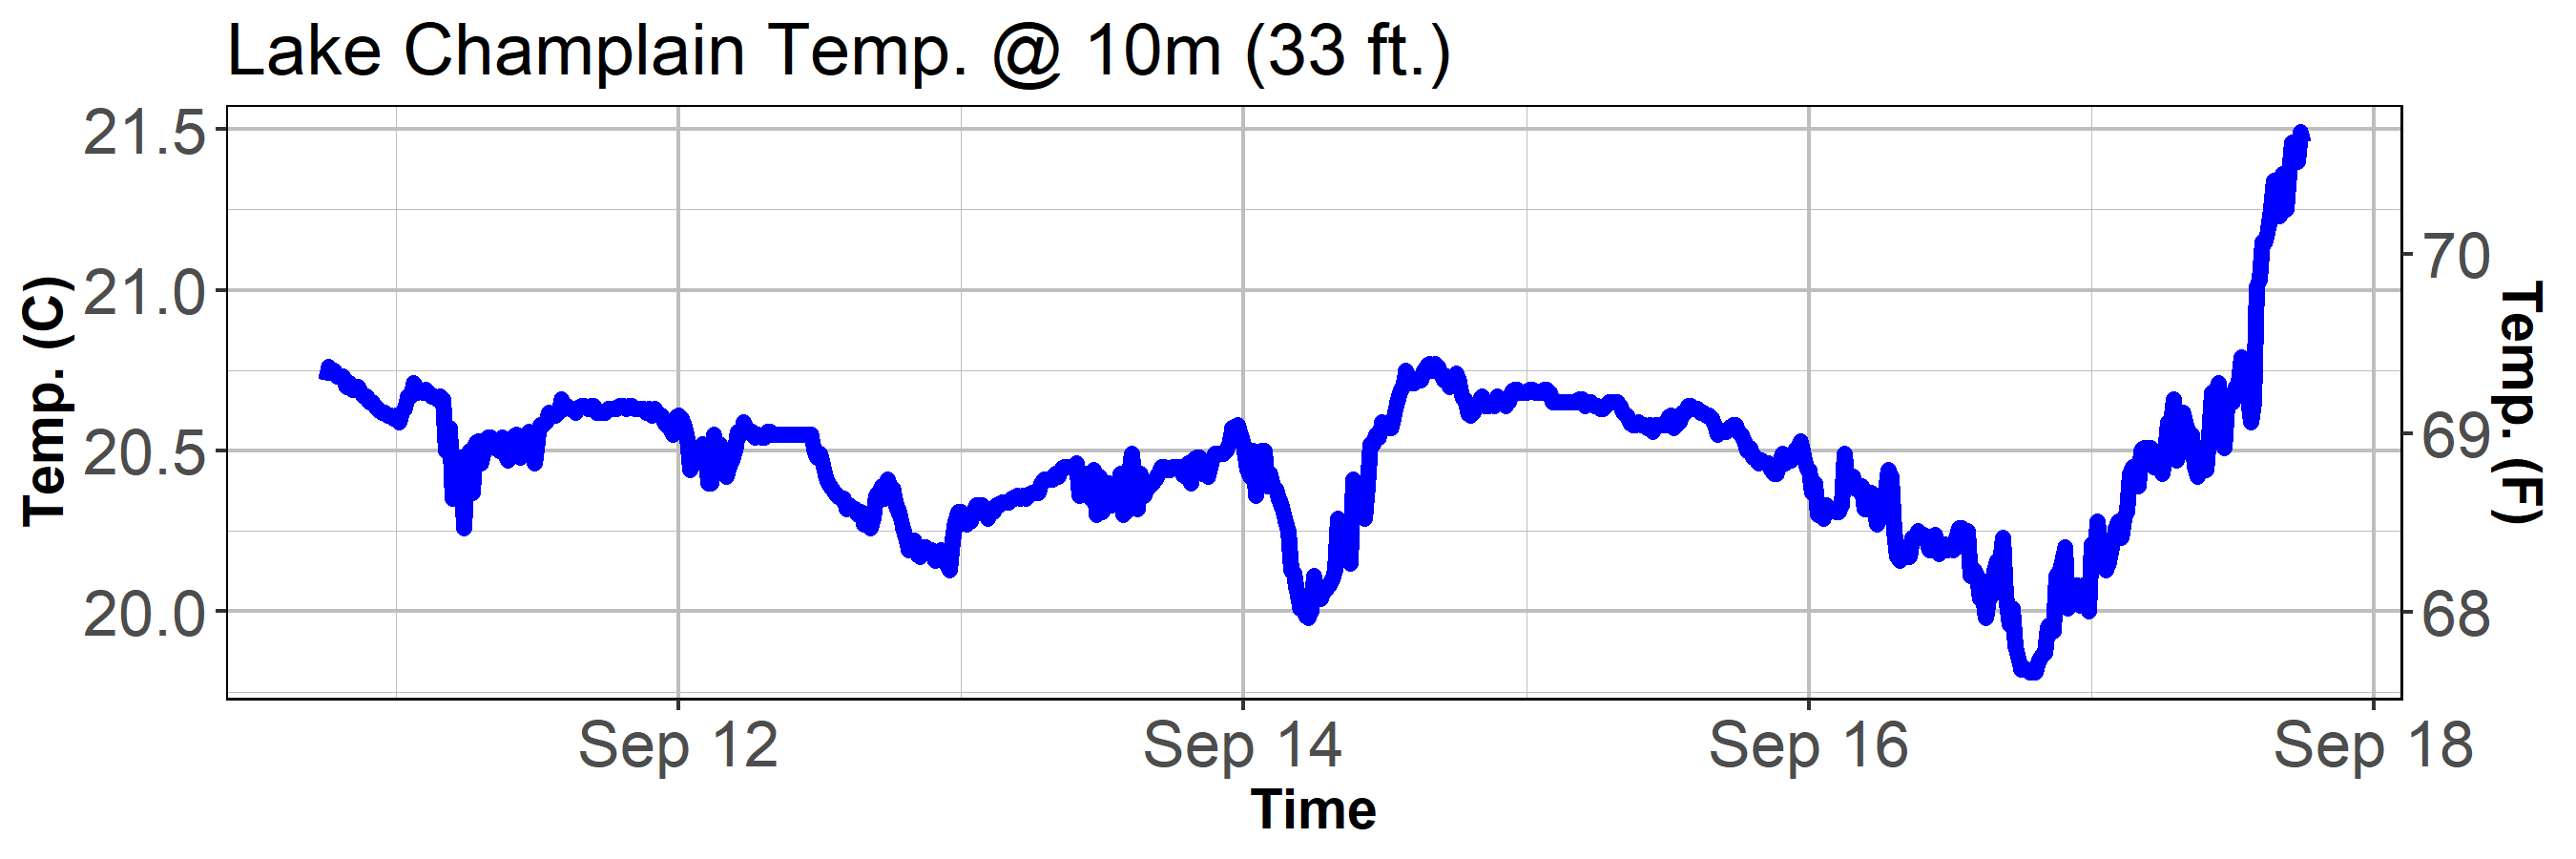 Lake Champlain Temp. @ 10m (33 ft.)
21.5
21.0
20.5
20.0
Temp. (C)
70
69
68
Temp. (F)
Sep 12 Sep 14 Sep 16 Sep 18
Time